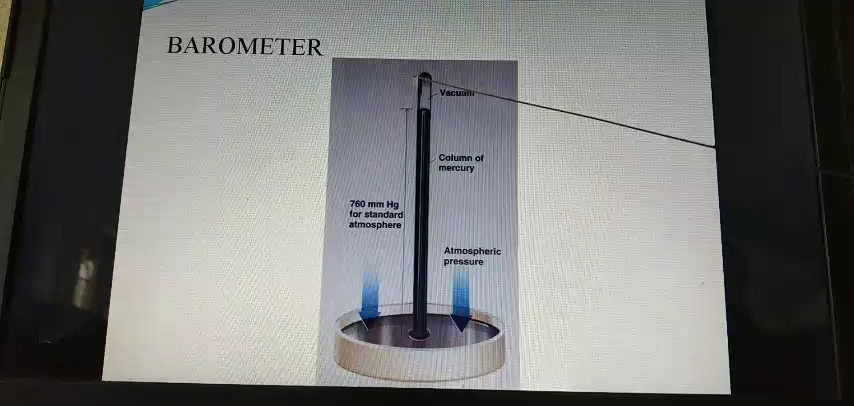 BAROMETER
Vacuum
Column of
mercury
760 mm Hg
for standard
atmosphere
Atmospheric
pressure